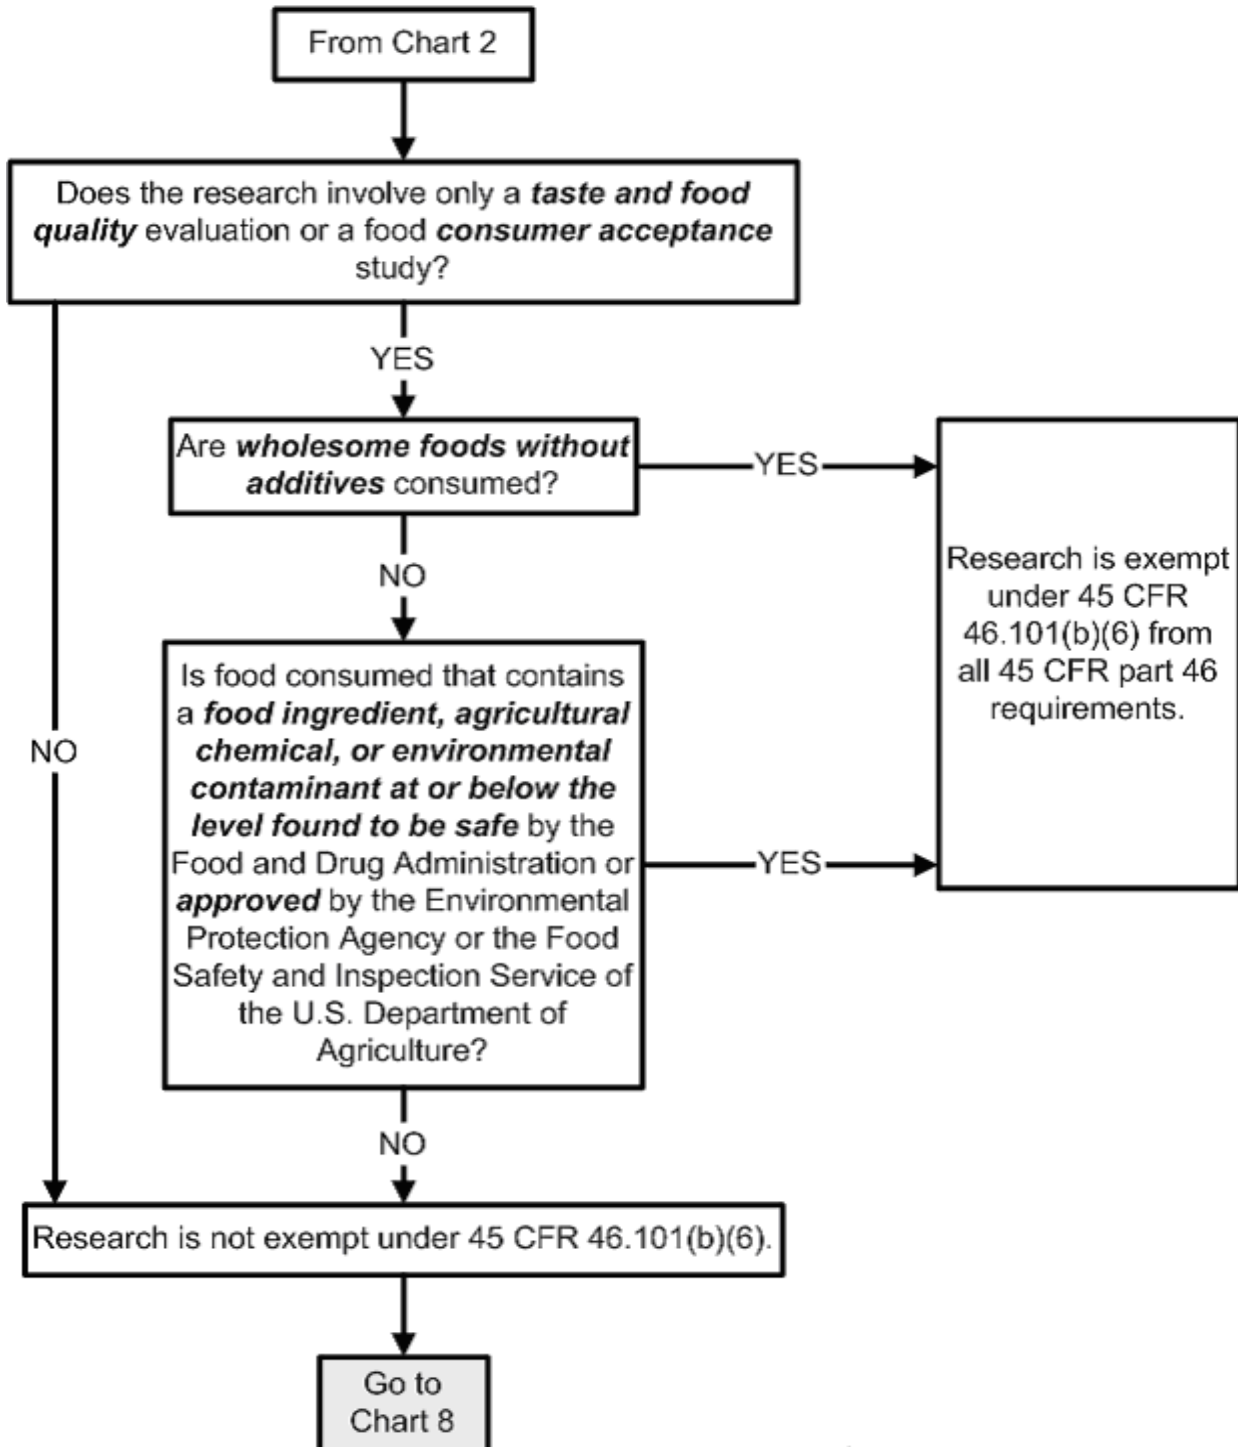 From Chart 2
Does the research involve only a taste and food
quality evaluation or a food consumer acceptance
study?
YES
Are wholesome foods without
additives consumed?
YES
NO
Is food consumed that contains
a food ingredient, agricultural
chemical, or environmental
contaminant at or below the
level found to be safe by the
Food and Drug Administration or
approved by the Environmental
Protection Agency or the Food
Safety and Inspection Service of
the U.S. Department of
Agriculture?
YES
Research is exempt
under 45 CFR
46.101(b)(6) from
all 45 CFR part 46
requirements.
NO
NO
Research is not exempt under 45 CFR 46.101(b)(6).
Go to
Chart 8